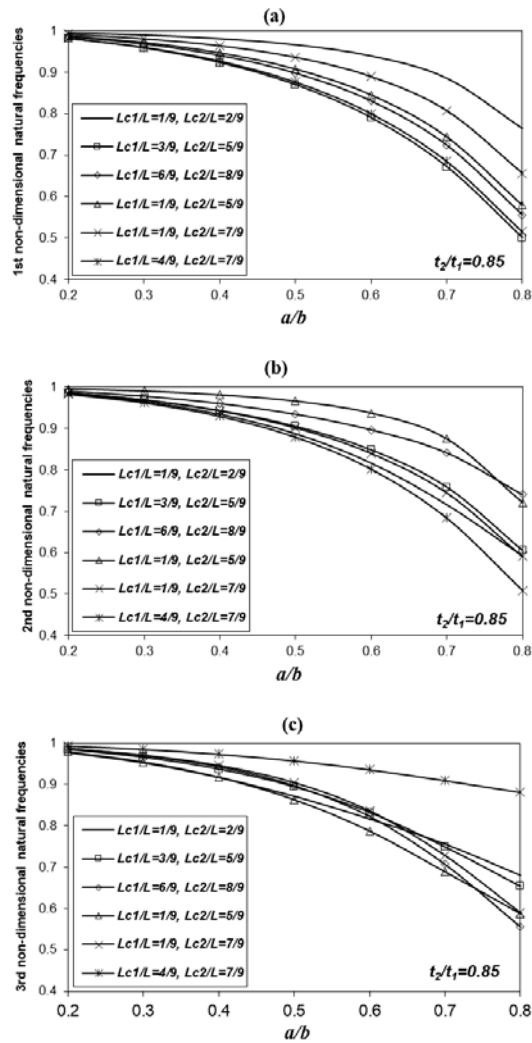 (a)
1
0.9
0.8
0.7
0.6
0.5
0.4
1st non-dimensional natural frequencies
Lc1/L=1/9, Lc2/L=2/9
Lc1/L=3/9, Lc2/L=5/9
Lc1/L=6/9, Lc2/L=8/9
Lc1/L=1/9, Lc2/L=5/9
Lc1/L=1/9, Lc2/L=7/9
Lc1/L=4/9, Lc2/L=7/9
t2/t1=0.85
0.2 0.3 0.4 0.5 0.6 0.7 0.8
a/b
(b)
1
0.9
0.8
0.7
0.6
0.5
0.4
2nd non-dimensional natural frequencies
Lc1/L=1/9, Lc2/L=2/9
Lc1/L=3/9, Lc2/L=5/9
Lc1/L=6/9, Lc2/L=8/9
Lc1/L=1/9, Lc2/L=5/9
Lc1/L=1/9, Lc2/L=7/9
Lc1/L=4/9, Lc2/L=7/9
t2/t1=0.85
0.2 0.3 0.4 0.5 0.6 0.7 0.8
a/b
(c)
1
0.9
0.8
0.7
0.6
0.5
0.4
3rd non-dimensional natural frequencies
Lc1/L=1/9, Lc2/L=2/9
Lc1/L=3/9, Lc2/L=5/9
Lc1/L=6/9, Lc2/L=8/9
Lc1/L=1/9, Lc2/L=5/9
Lc1/L=1/9, Lc2/L=7/9
Lc1/L=4/9, Lc2/L=7/9
t2/t1=0.85
0.2 0.3 0.4 0.5 0.6 0.7 0.8
a/b